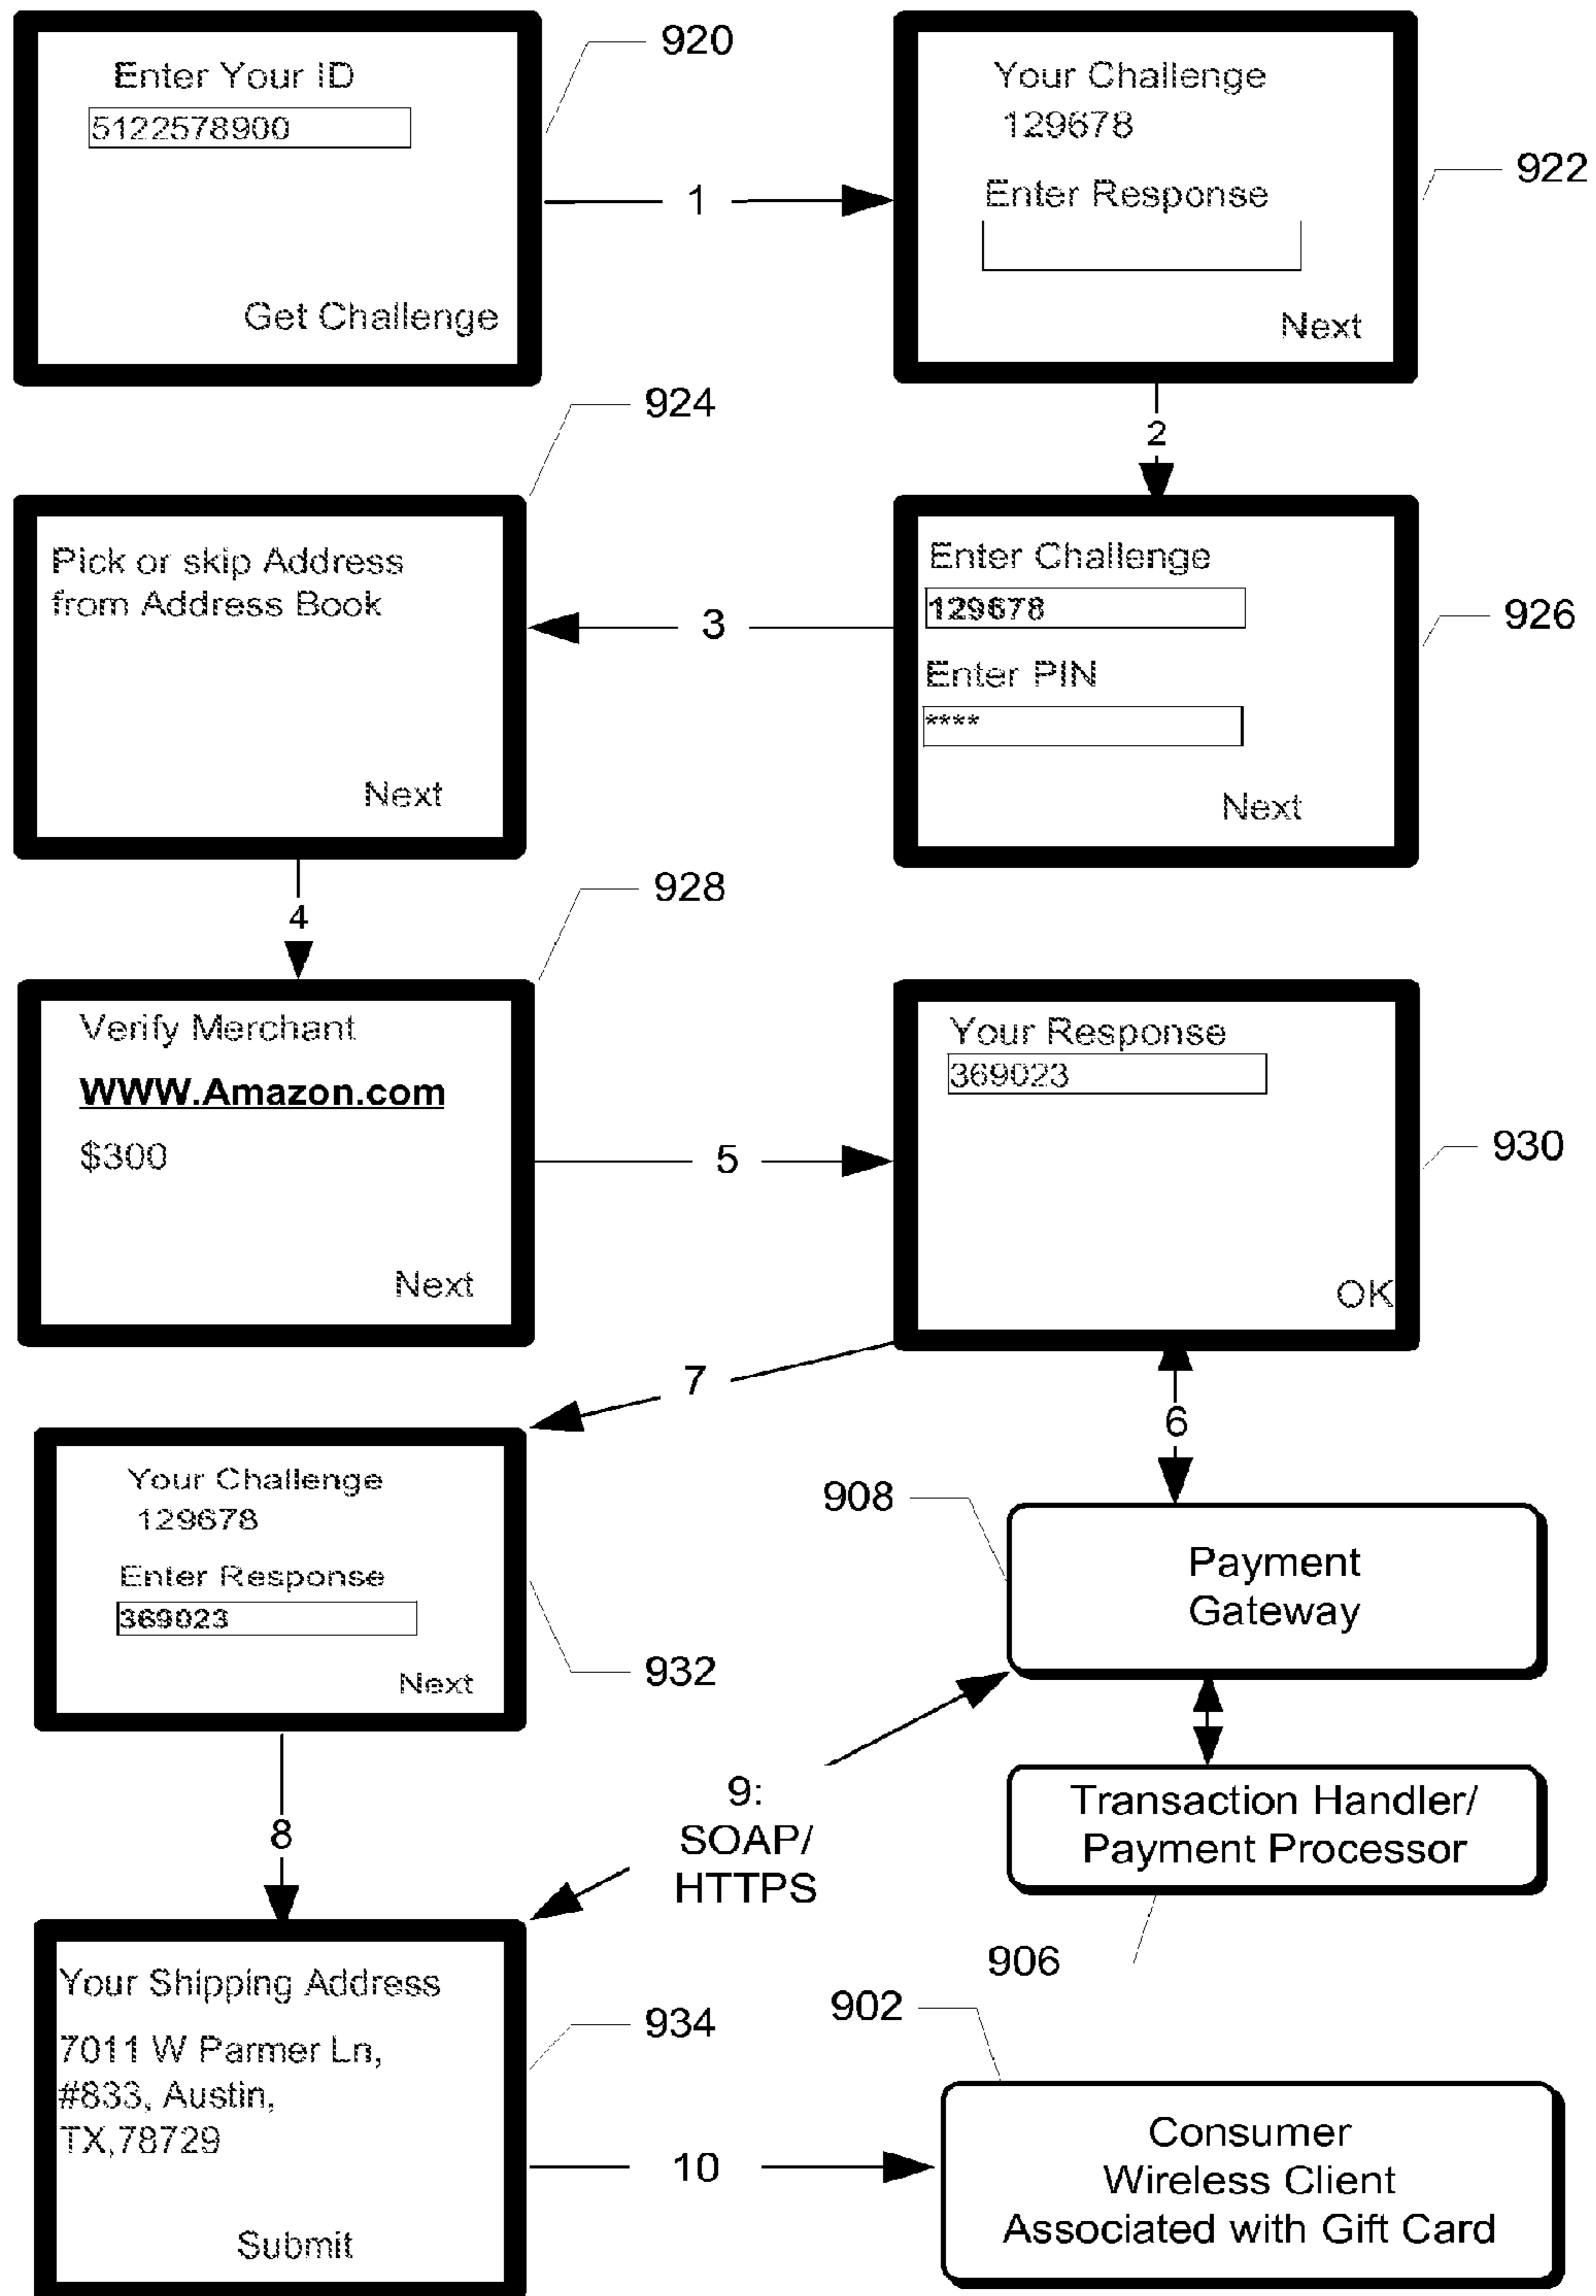 Enter Your ID
5122578900
Get Challenge
920
1
Your Challenge
129678
Enter Response
Next
922
2
924
Pick or skip Address
from Address Book
Next
3
Enter Challenge
129678
Enter PIN
****
Next
926
4
928
Verify Merchant
WWW.Amazon.com
$300
Next
5
Your Response
369023
OK
930
7
6
Your Challenge
129678
Enter Response
369023
Next
932
908
Payment
Gateway
8
9:
SOAP/
HTTPS
Transaction Handler/
Payment Processor
906
Your Shipping Address
7011 W Parmer Ln,
#833, Austin,
TX,78729
Submit
934
902
10
Consumer
Wireless Client
Associated with Gift Card